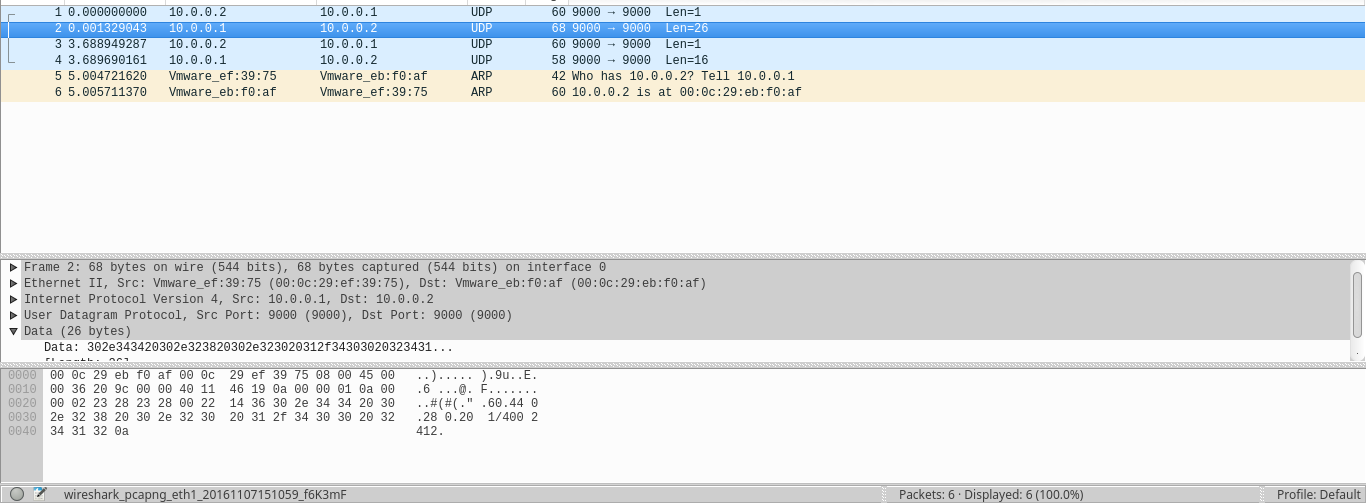 1 0.000000000 10.0.0.2 10.0.0.1 UDP 60 9000 → 9000 Len=1
2 0.001329043 10.0.0.1 10.0.0.2 UDP 68 9000 → 9000 Len=26
3 3.688949287 10.0.0.2 10.0.0.1 UDP 60 9000 → 9000 Len=1
4 3.689690161 10.0.0.1 10.0.0.2 UDP 58 9000 → 9000 Len=16
5 5.004721620 Vmware_ef:39:75 Vmware_eb:f0:af ARP 42 Who has 10.0.0.2? Tell 10.0.0.1
6 5.005711370 Vmware_eb:f0:af Vmware_ef:39:75 ARP 60 10.0.0.2 is at 00:0c:29:eb:f0:af
Frame 2: 68 bytes on wire (544 bits), 68 bytes captured (544 bits) on interface 0
Ethernet II, Src: Vmware_ef:39:75 (00:0c:29:ef:39:75), Dst: Vmware_eb:f0:af (00:0c:29:eb:f0:af)
Internet Protocol Version 4, Src: 10.0.0.1, Dst: 10.0.0.2
User Datagram Protocol, Src Port: 9000 (9000), Dst Port: 9000 (9000)
Data (26 bytes)
Data: 302e343420302e323820302e323020312f34303020323431...
0000 00 0c 29 eb f0 af 00 0c 29 ef 39 75 08 00 45 00 ..)..... ).9u..E.
0010 00 36 20 9c 00 00 40 11 46 19 0a 00 00 01 0a 00 .6 ...@. F.......
0020 00 02 23 28 23 28 00 22 14 36 30 2e 34 34 20 30 ..#(#(." .60.44 0
0030 2e 32 38 20 30 2e 32 30 20 31 2f 34 30 30 20 32 .28 0.20 1/400 2
0040 34 31 32 0a 412.
wireshark_pcapng_eth1_20161107151059_f6K3mF Packets: 6 · Displayed: 6 (100.0%) Profile: Default